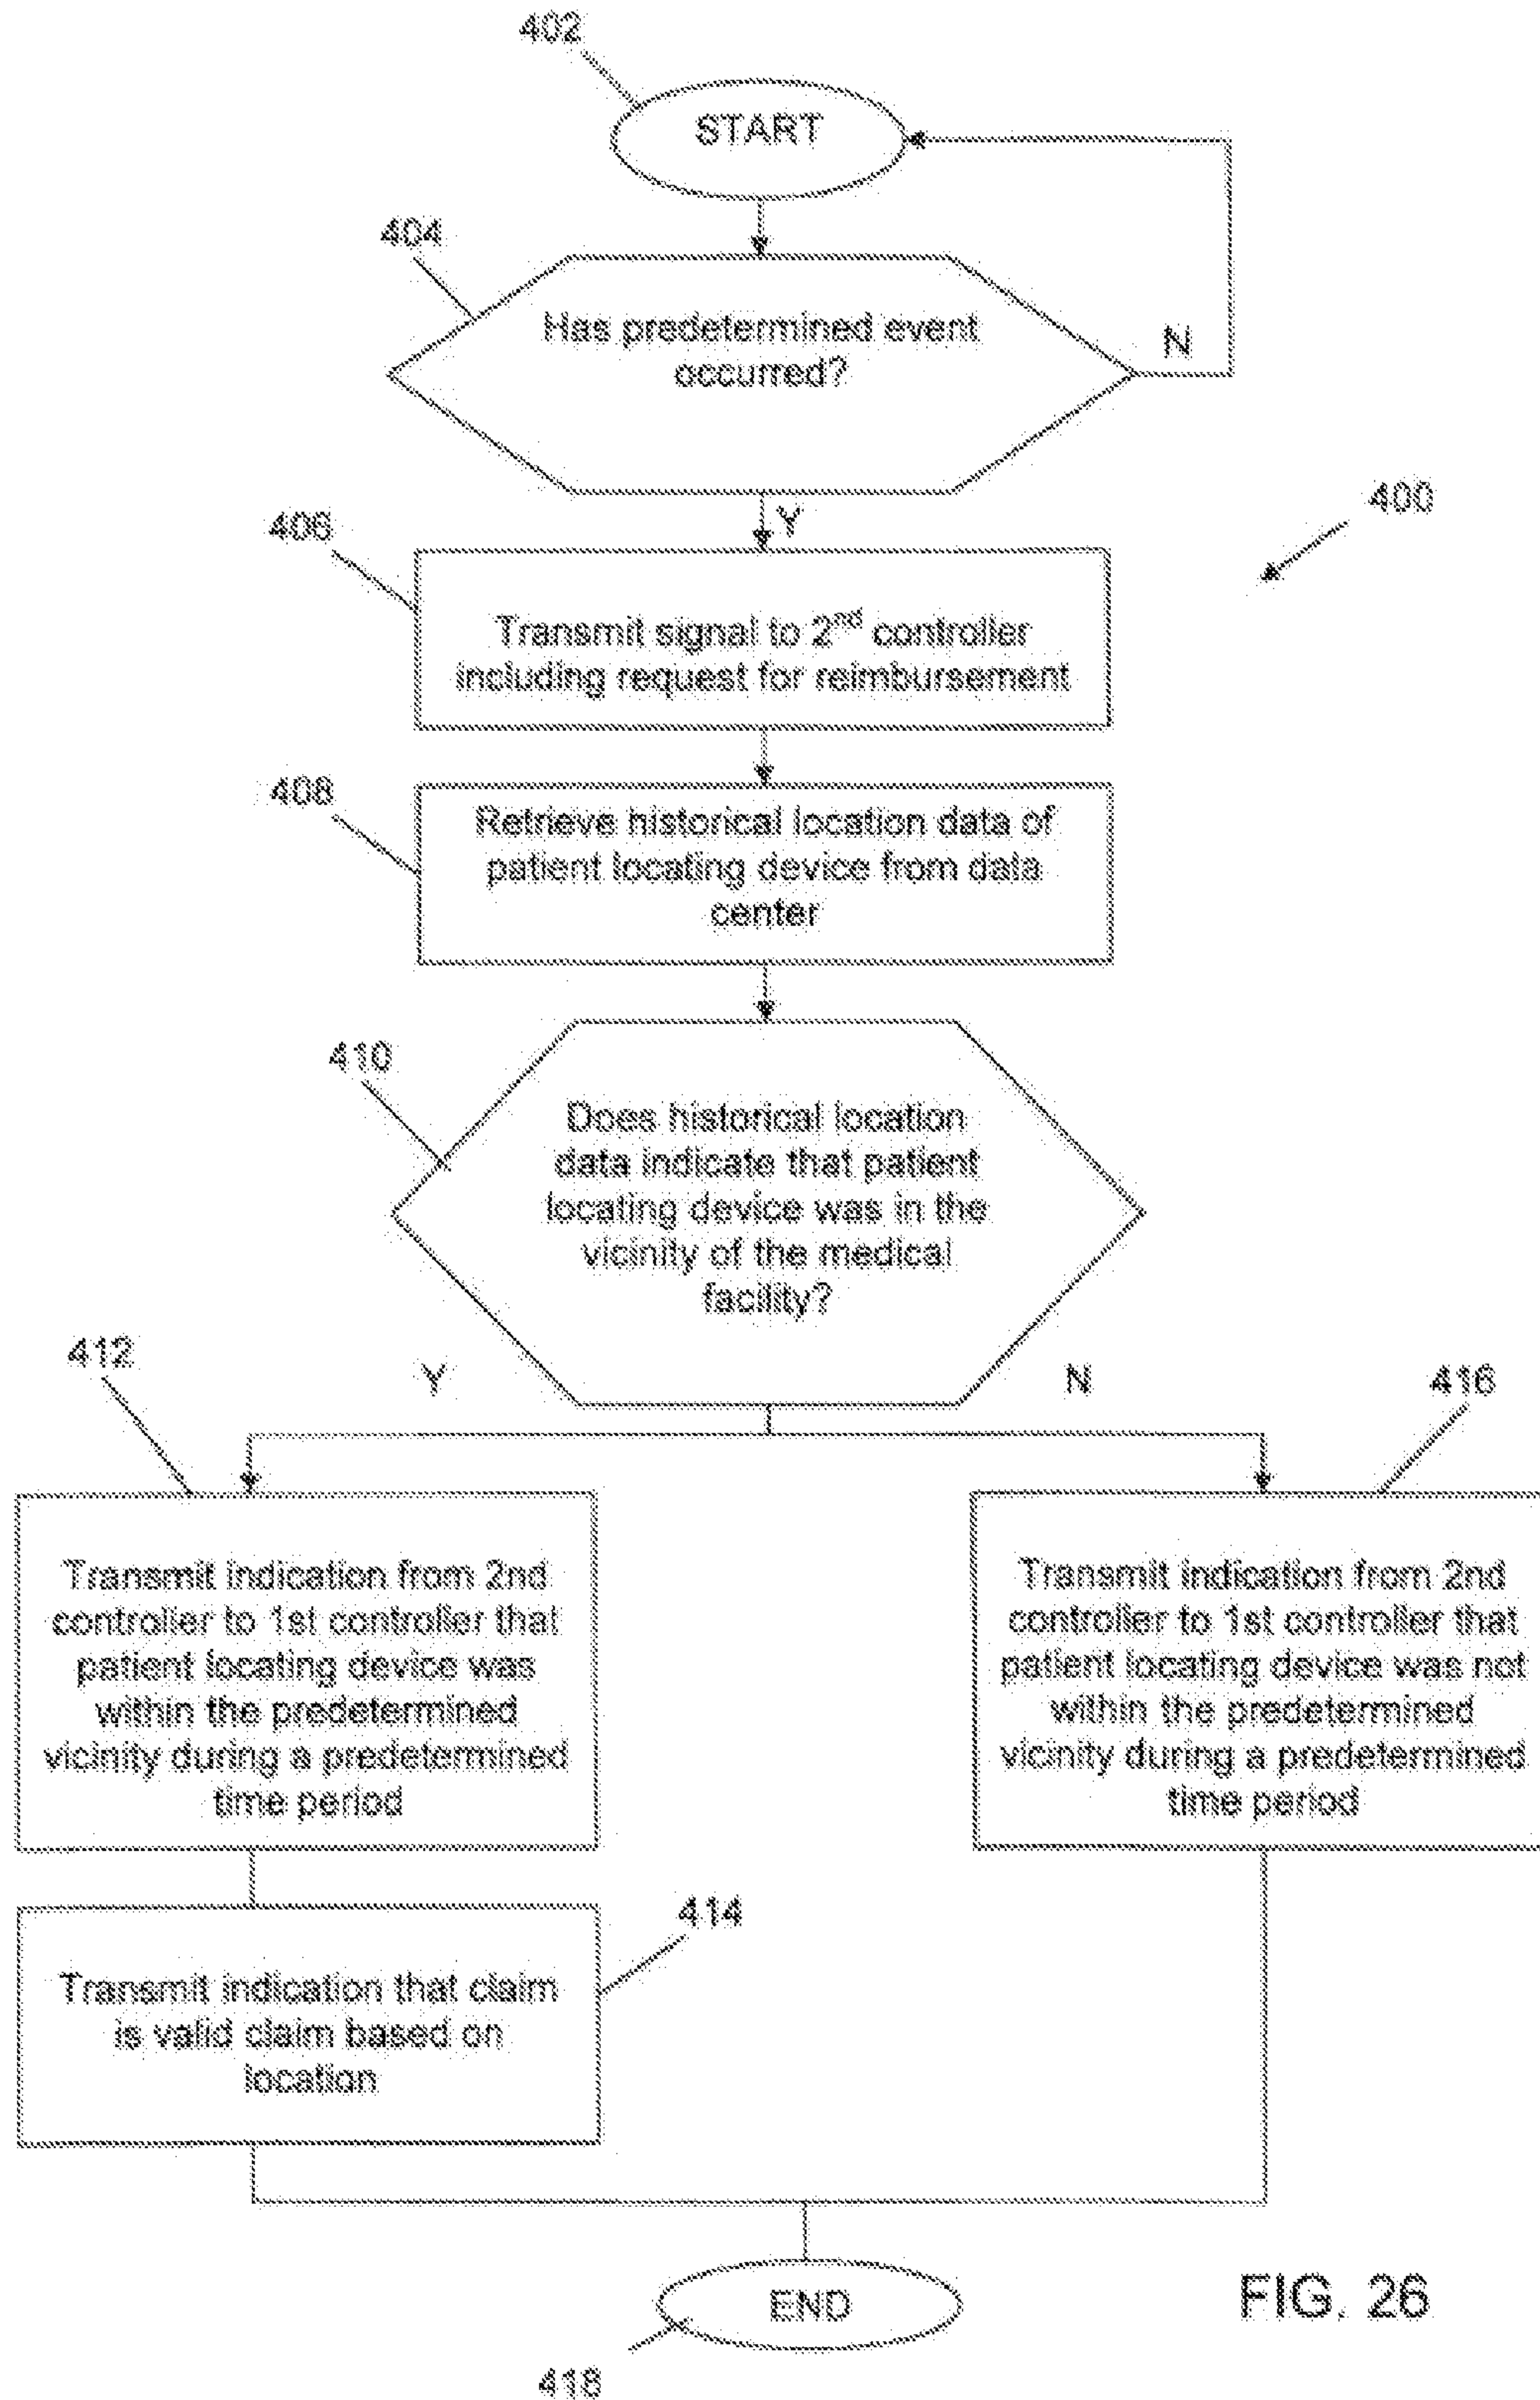 402
START
404
Has predetermined event
occurred?
N
Y
400
406
Transmit signal to 2nd controller
including request for reimbursement
408
Retrieve historical location data of
patient locating device from data
center
410
Does historical location
data indicate that patient
locating device was in the
vicinity of the medical
facility?
412
Y
N
416
Transmit indication from 2nd
controller to 1st controller that
patient locating device was
within the predetermined
vicinity during a predetermined
time period
Transmit indication from 2nd
controller to 1st controller that
patient locating device was not
within the predetermined
vicinity during a predetermined
time period
414
Transmit indication that claim
is valid claim based on
location
END
418
FIG. 26